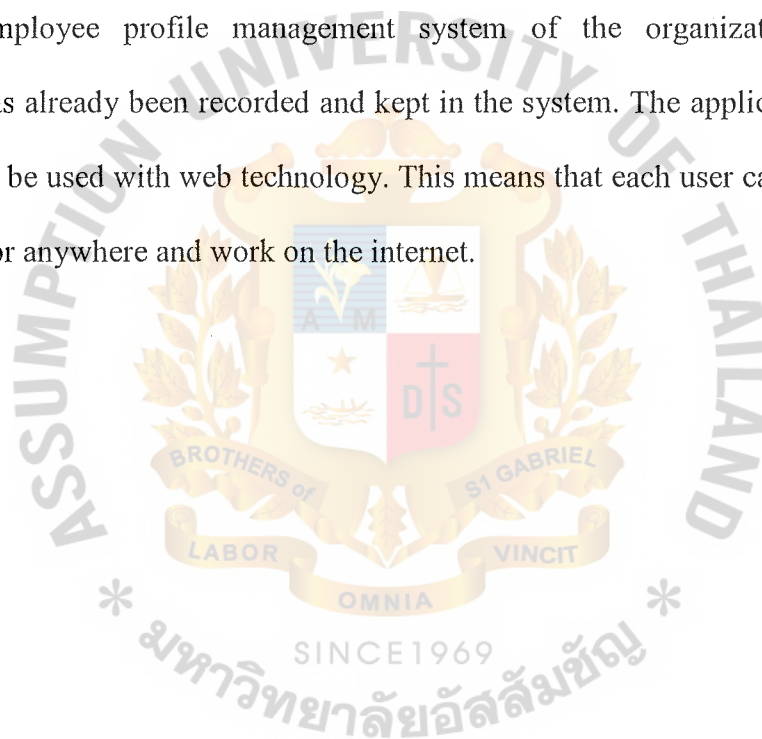 mployee profile management system of the organizat
s already been recorded and kept in the system. The applic
be used with web technology. This means that each user ca
or anywhere and work on the internet.
ASSUMPTION UNIVERSITY OF THAILAND
A M
D S
BROTHERS of S1 GABRIEL
LABOR VINCIT
OMNIA
* SINCE1969 *
มหาวิทยาลัยอัสสัมชัญ